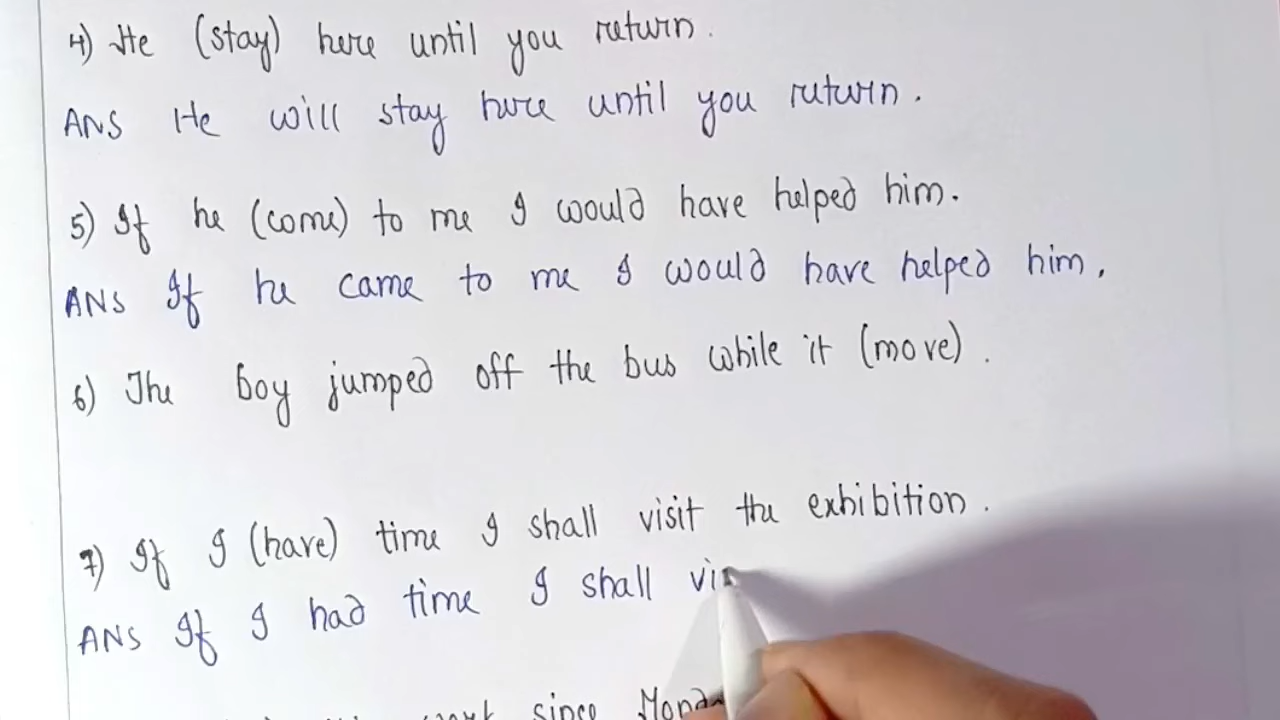 4) He (stay) here until you return.
ANS He will stay here until you return.
5) If he (come) to me I would have helped him.
ANS If he came to me I would have helped him.
6) The boy jumped off the bus while it (move).
7) If I (have) time I shall visit the exhibition.
ANS If I had time I shall vi
since Mond